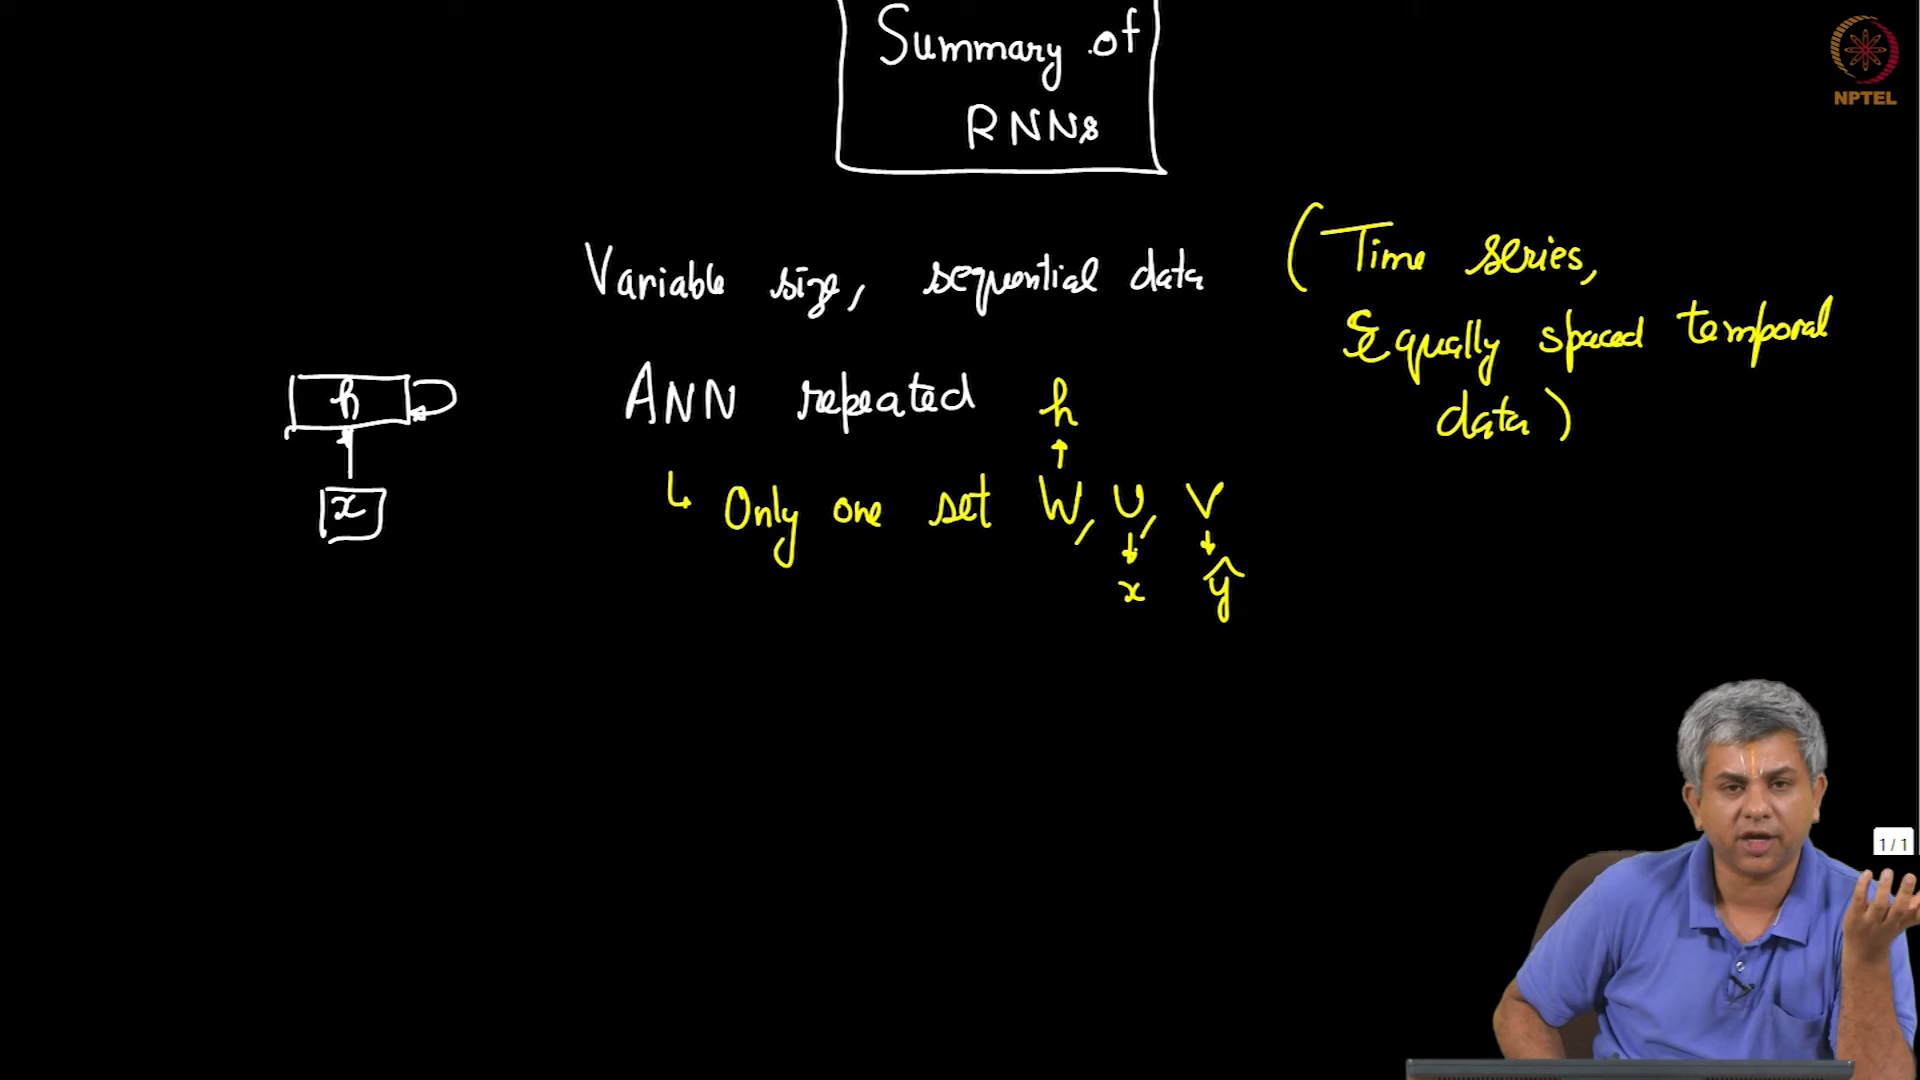 Summary of
RNNs
NPTEL
Variable size, sequential data
(Time series,
Equally spaced temporal
data)
h
x
ANN repeated
h
↳ Only one set W, U, V
x
ŷ
1/1